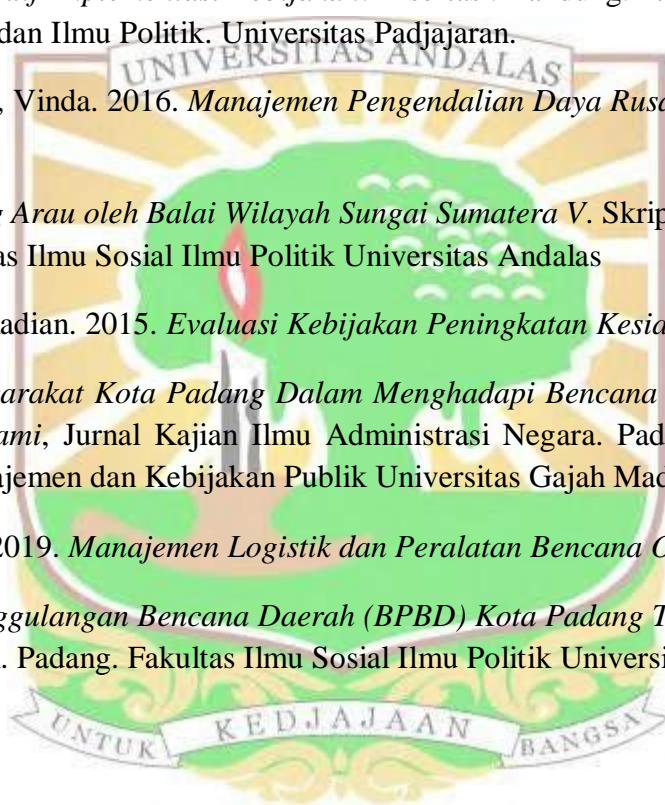 dan Ilmu Politik. Universitas Padjajaran.
UNIVERSITAS ANDALAS
, Vinda. 2016. Manajemen Pengendalian Daya Rusa
g Arau oleh Balai Wilayah Sungai Sumatera V. Skrip
as Ilmu Sosial Ilmu Politik Universitas Andalas
adian. 2015. Evaluasi Kebijakan Peningkatan Kesia
arakat Kota Padang Dalam Menghadapi Bencana
ami, Jurnal Kajian Ilmu Administrasi Negara. Pad
ajemen dan Kebijakan Publik Universitas Gajah Mad
2019. Manajemen Logistik dan Peralatan Bencana O
ggulangan Bencana Daerah (BPBD) Kota Padang T
. Padang. Fakultas Ilmu Sosial Ilmu Politik Universi
UNTUK KEDJAJAAN BANGSA